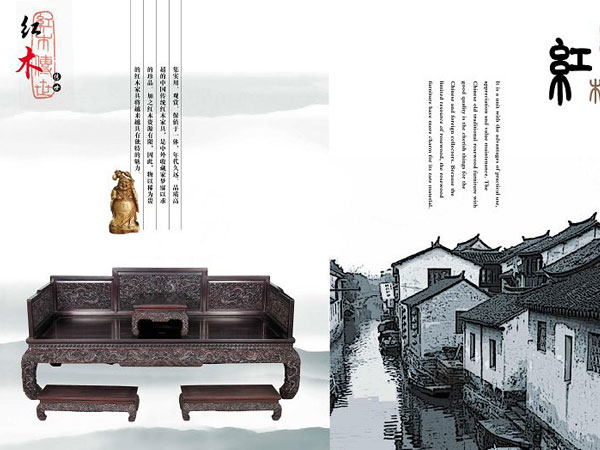 紅木傳世
红木
传世
集实用、观赏、保值于一体，年代久远、品质高
超的中国传统红木家具，是中外收藏家梦寐以求
的珍品。加之红木资源有限，因此，物以稀为贵
的红木家具将越来越具有独特的魅力
It is a unit with the advantages of practical use,
appreciation and value maintenance. The
Chinese old traditional rosewood furniture with
good quality is the cherish things for the
Chinese and foreign collectors. Because the
limited resource of rosewood, the rosewood
furniture have more charm for its rare material.
紅